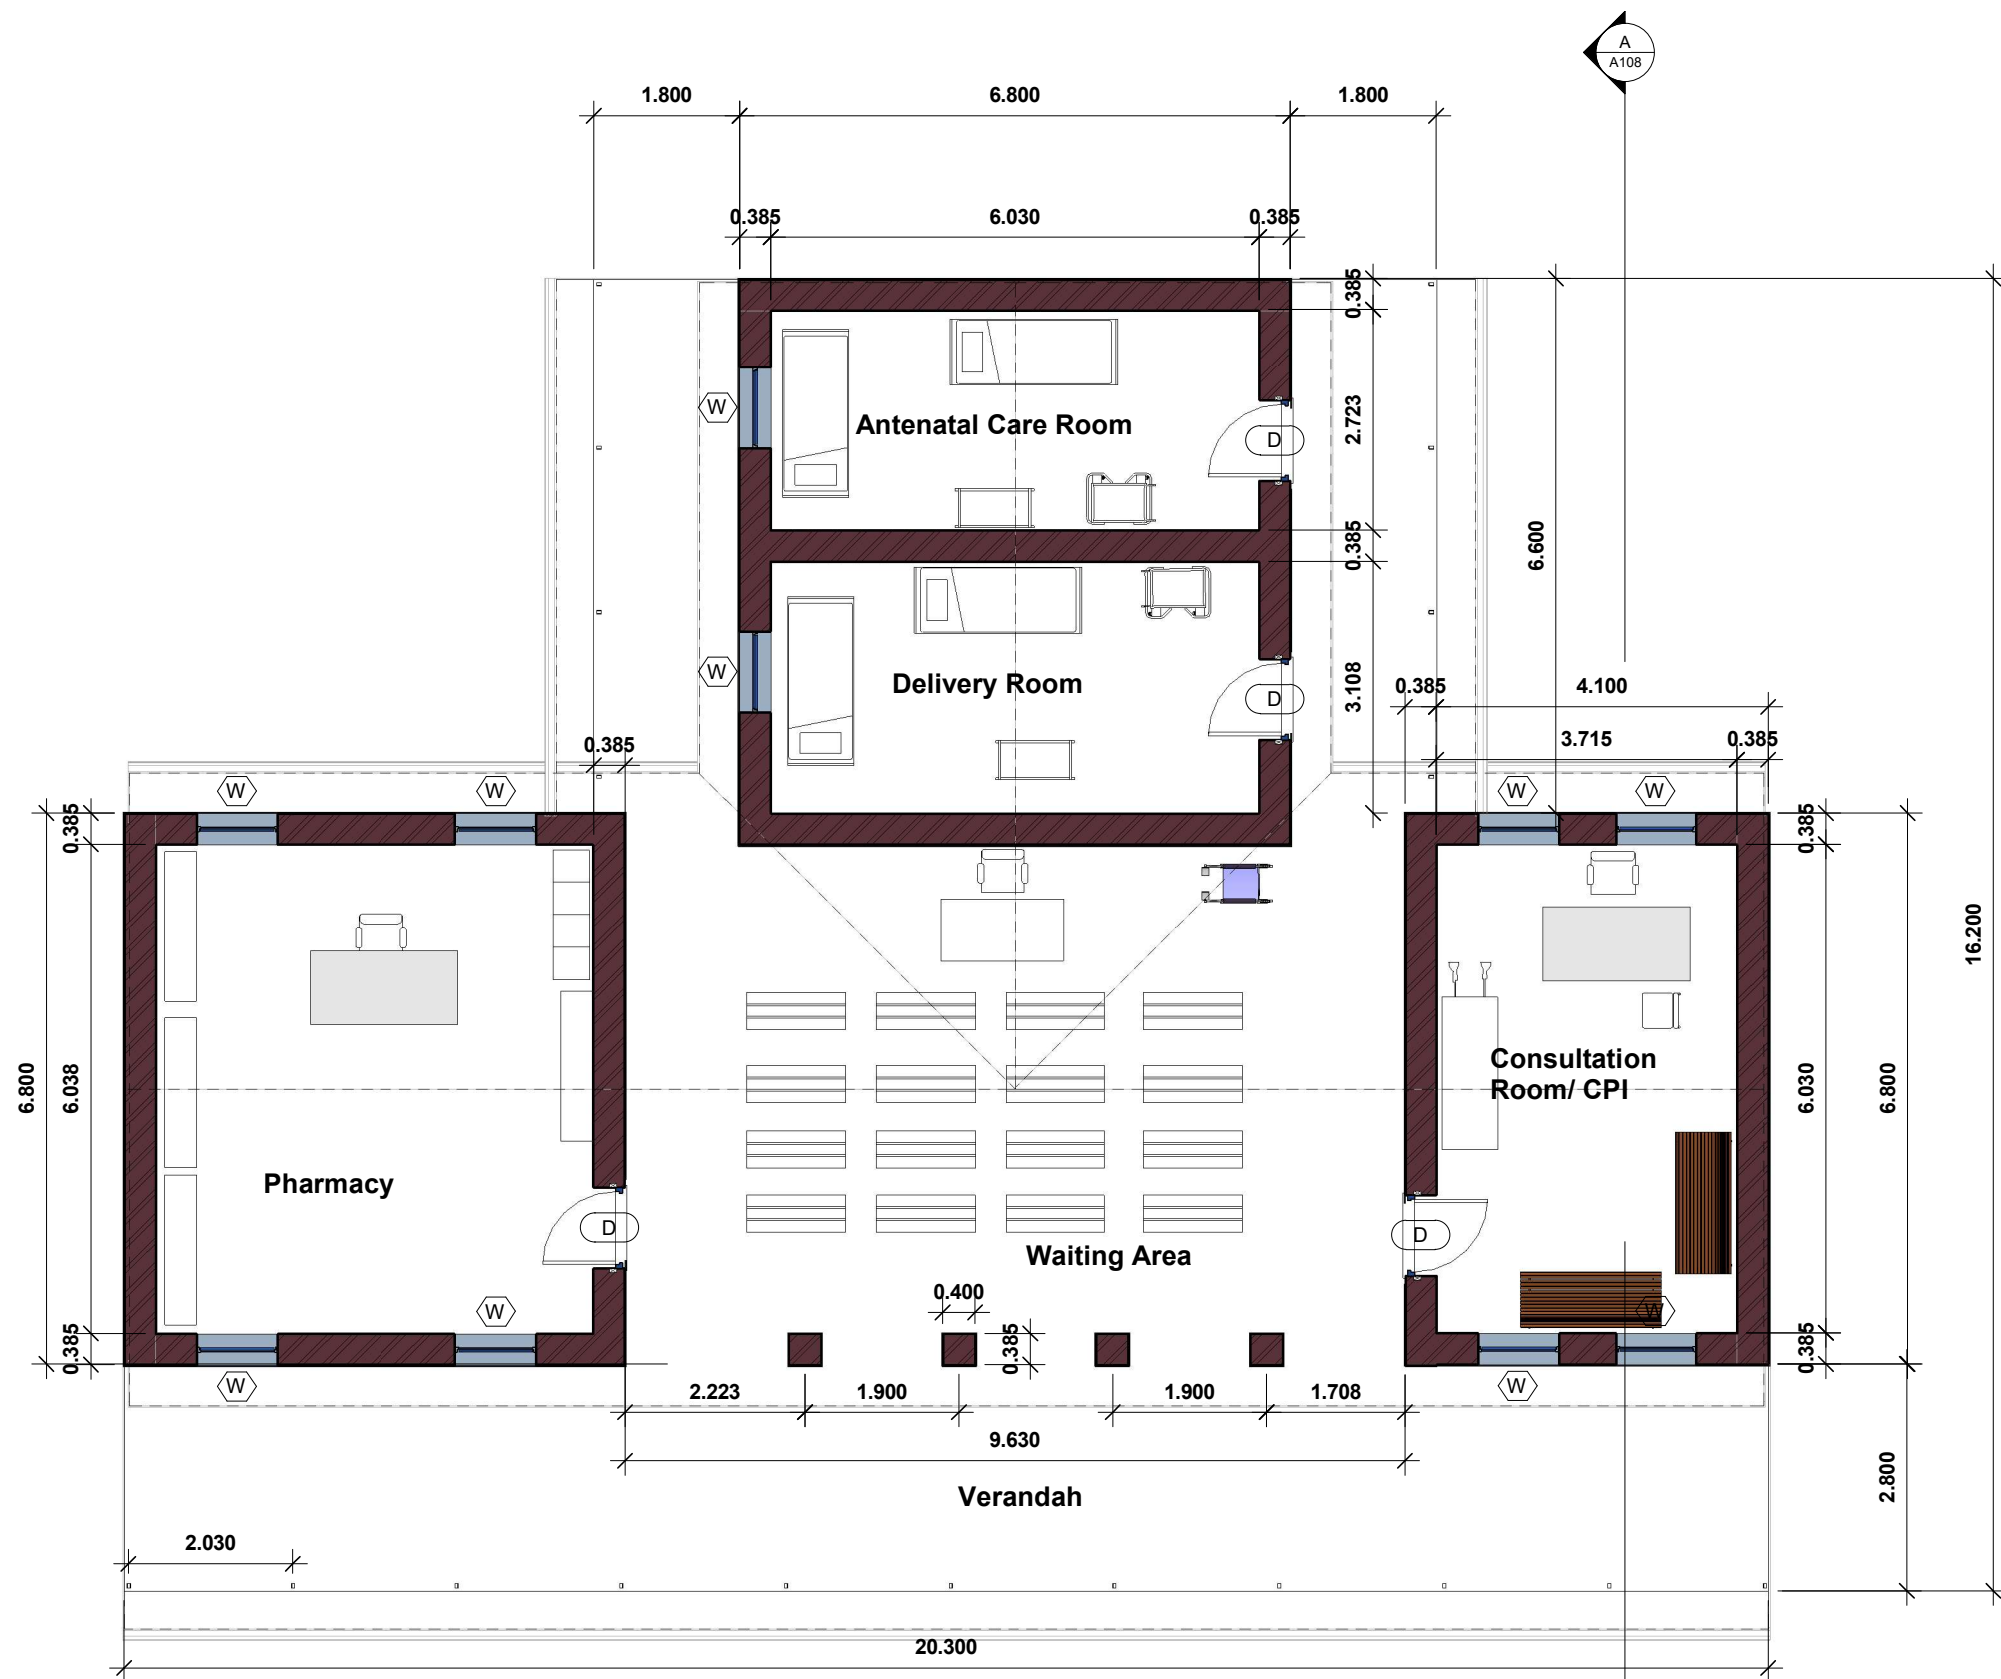 A
A108
1.800
6.800
1.800
0.385
6.030
0.385
0.385
W
Antenatal Care Room
D
2.723
0.385
6.600
W
Delivery Room
D
3.108
0.385
4.100
0.385
3.715
0.385
W
W
W
W
0.385
0.385
16.200
6.800
6.038
Consultation
Room/ CPI
6.030
6.800
Pharmacy
D
D
Waiting Area
W
0.400
W
0.385
0.385
0.385
W
W
2.223
1.900
1.900
1.708
9.630
2.800
Verandah
2.030
20.300